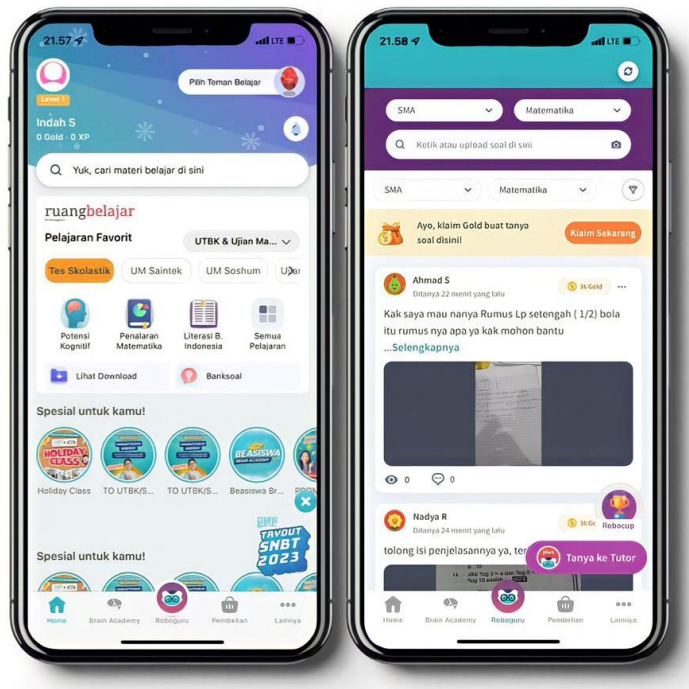 21.57
LTE
Pilih Teman Belajar
Level 1
Indah S
0 Gold · 0 XP
Yuk, cari materi belajar di sini
ruangbelajar
Pelajaran Favorit
UTBK & Ujian Ma...
Tes Skolastik
UM Saintek
UM Soshum
Potensi
Kognitif
Penalaran
Matematika
Literasi B.
Indonesia
Semua
Pelajaran
Lihat Download
Banksoal
Spesial untuk kamu!
HOLIDAY
CLASS
BEASISWA
Holiday Class
TO UTBK/S...
TO UTBK/S...
Beasiswa Br...
TRYOUT
SNBT
2023
Spesial untuk kamu!
Home
Brain Academy
Roboguru
Pembelian
Lainnya
21.58
LTE
SMA
Matematika
Ketik atau upload soal di sini
SMA
Matematika
Ayo, klaim Gold buat tanya
soal disini!
Klaim Sekarang
Ahmad S
Ditanya 22 menit yang lalu
16 Gold
Kak saya mau nanya Rumus Lp setengah ( 1/2) bola
itu rumus nya apa ya kak mohon bantu
...Selengkapnya
0
0
Nadya R
Ditanya 24 menit yang lalu
Robocup
tolong isi penjelasannya ya,
Tanya ke Tutor
Home
Brain Academy
Roboguru
Pembelian
Lainnya